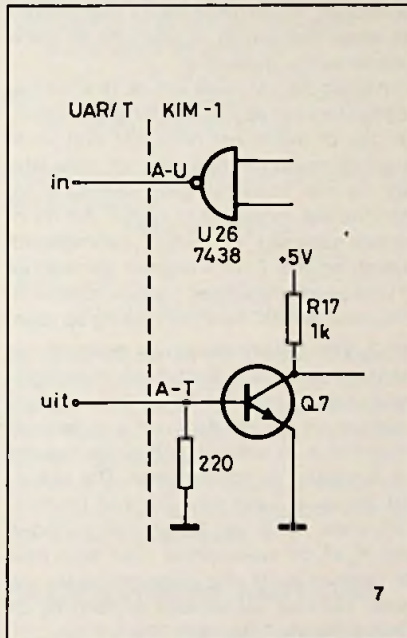 UAR/T KIM-1
in A-U
U26
7438
+5V
R17
1k
uit A-T
Q7
220
7